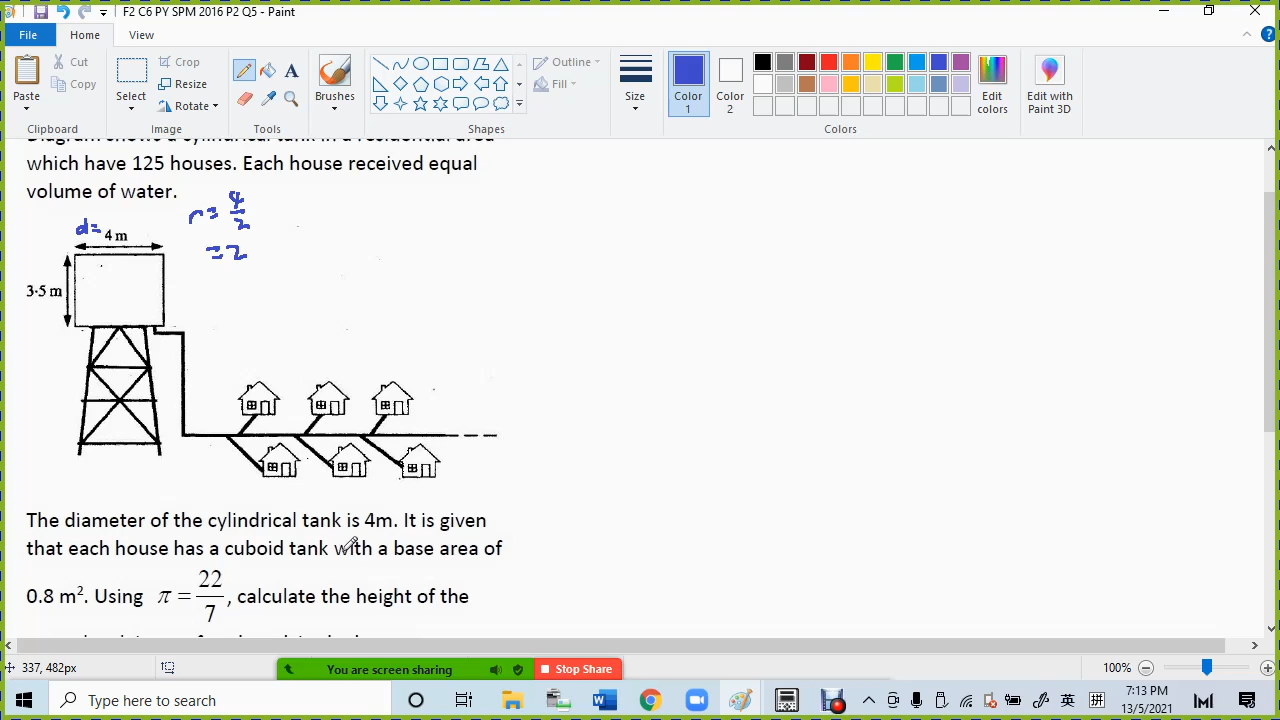 F2 C6 PY SPM 2016 P2 Q5 - Paint
File
Home
View
Paste
Cut
Copy
Clipboard
Select
Crop
Resize
Rotate
Image
A
Tools
Brushes
Shapes
Outline
Fill
Size
Color
1
Color
2
Edit
colors
Colors
Edit with
Paint 3D
which have 125 houses. Each house received equal
volume of water.
d=
4 m
r = 4/2
= 2
3·5 m
The diameter of the cylindrical tank is 4m. It is given
that each house has a cuboid tank with a base area of
0.8 m². Using π = 22/7, calculate the height of the
337, 482px
You are screen sharing
Stop Share
100%
Type here to search
英
拼
7:13 PM
13/5/2021